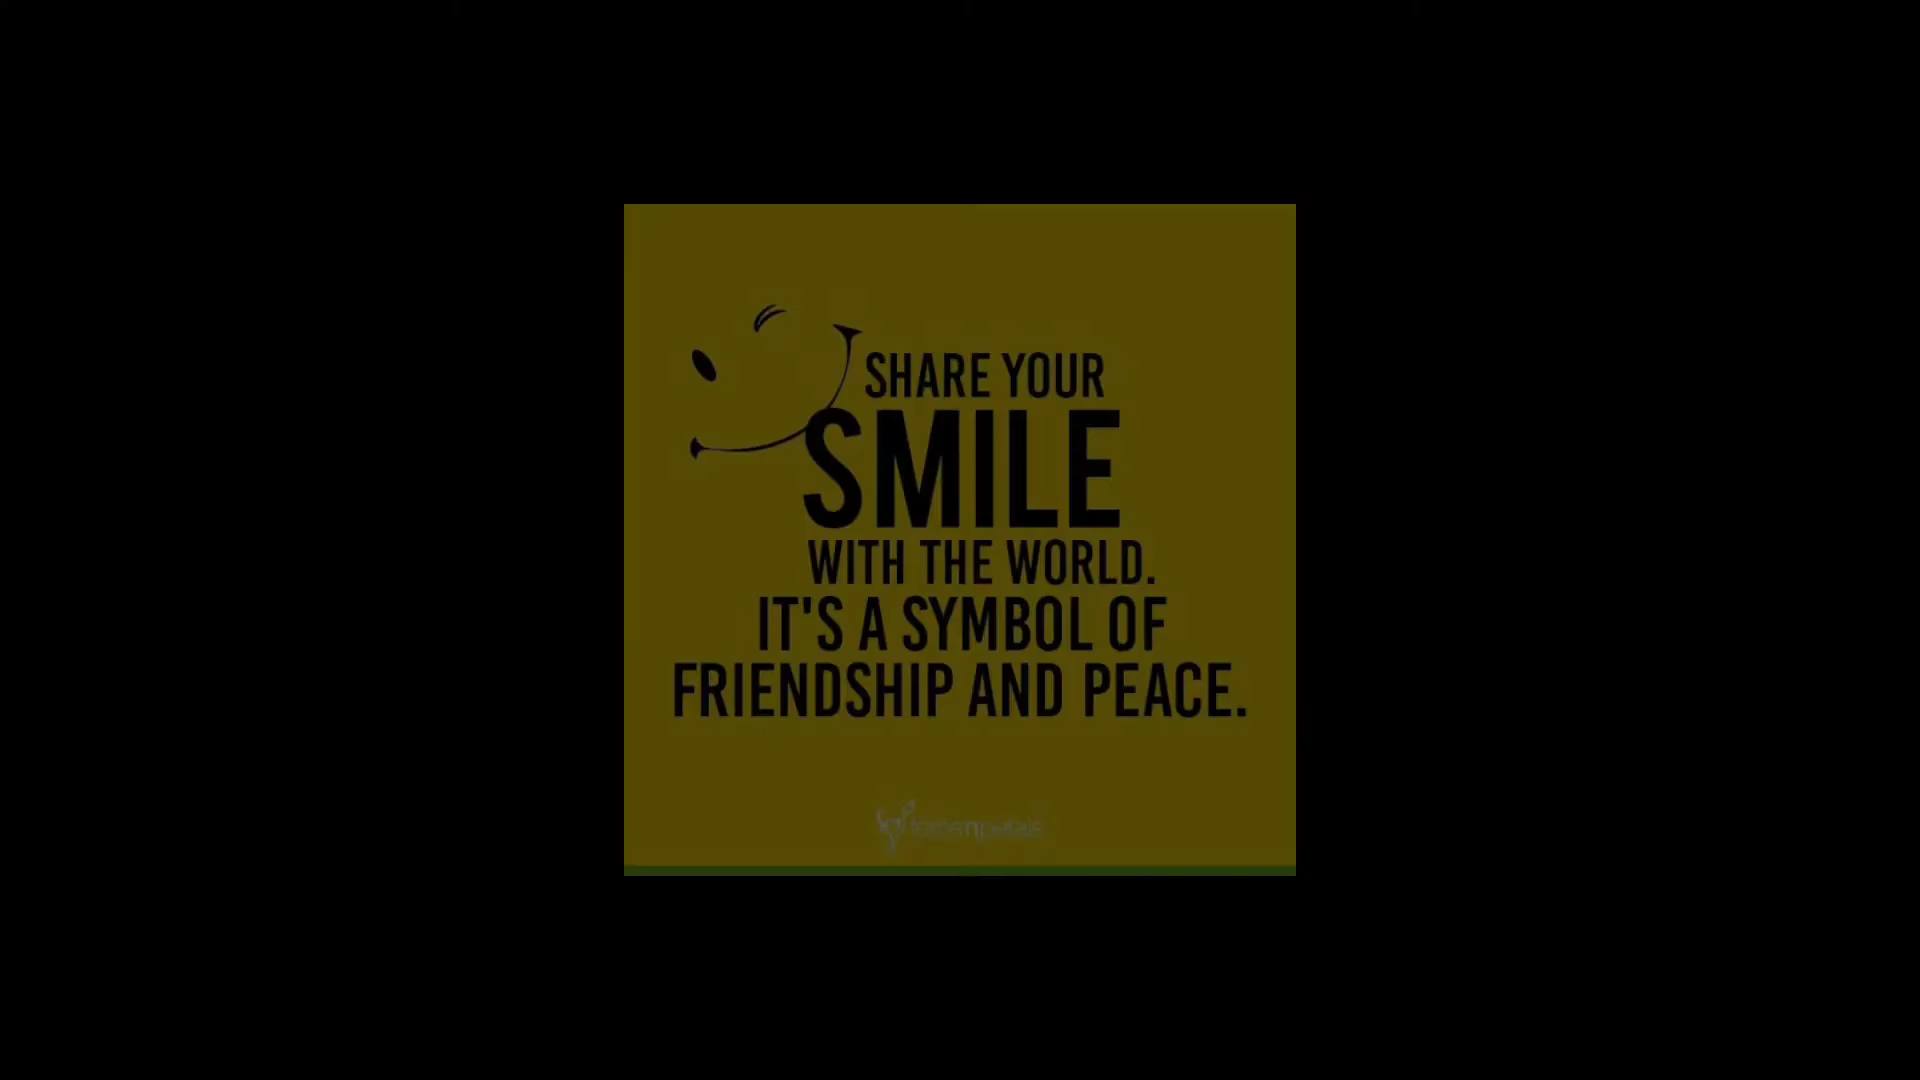 SHARE YOUR
SMILE
WITH THE WORLD.
IT'S A SYMBOL OF
FRIENDSHIP AND PEACE.